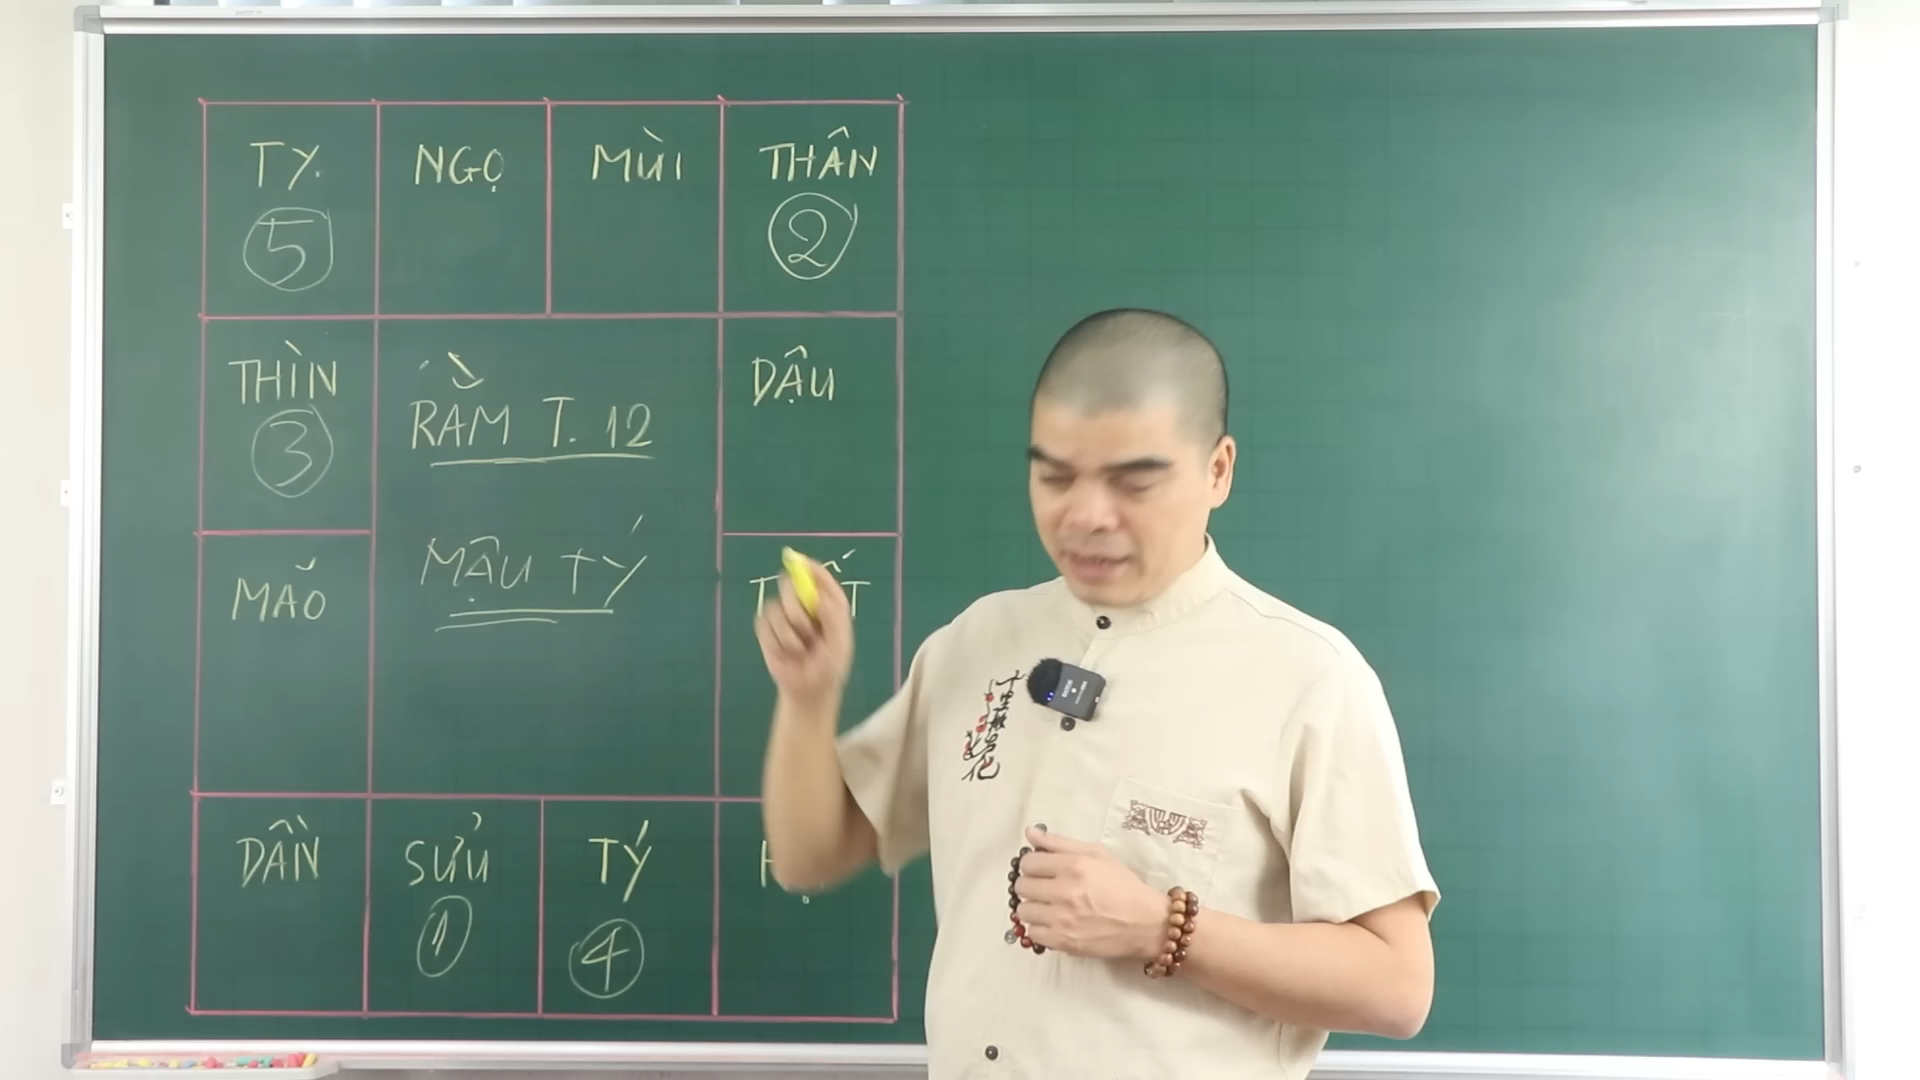 TỴ
NGỌ
MÙI
THÂN
5
2
THÌN
3
RẰM T. 12
DẬU
MẬU TÝ
MÃO
DẦN
SỬU
TÝ
1
4